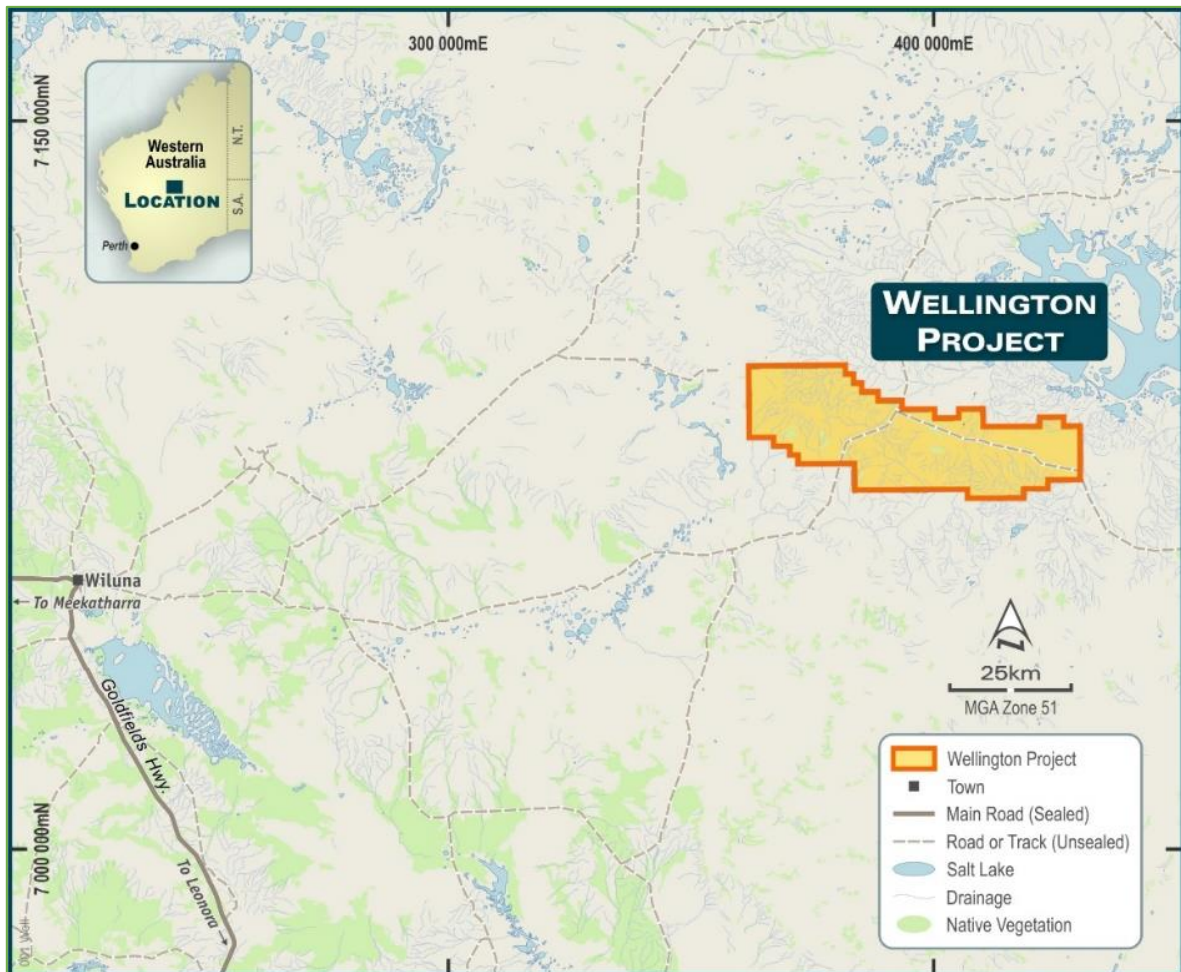 300 000mE
400 000mE
7 150 000mN
Western
Australia
N.T.
LOCATION
S.A.
Perth
WELLINGTON
PROJECT
Wiluna
To Meekatharra
Goldfields Hwy.
25km
MGA Zone 51
7 000 000mN
To Leonora
Wellington Project
Town
Main Road (Sealed)
Road or Track (Unsealed)
Salt Lake
Drainage
Native Vegetation